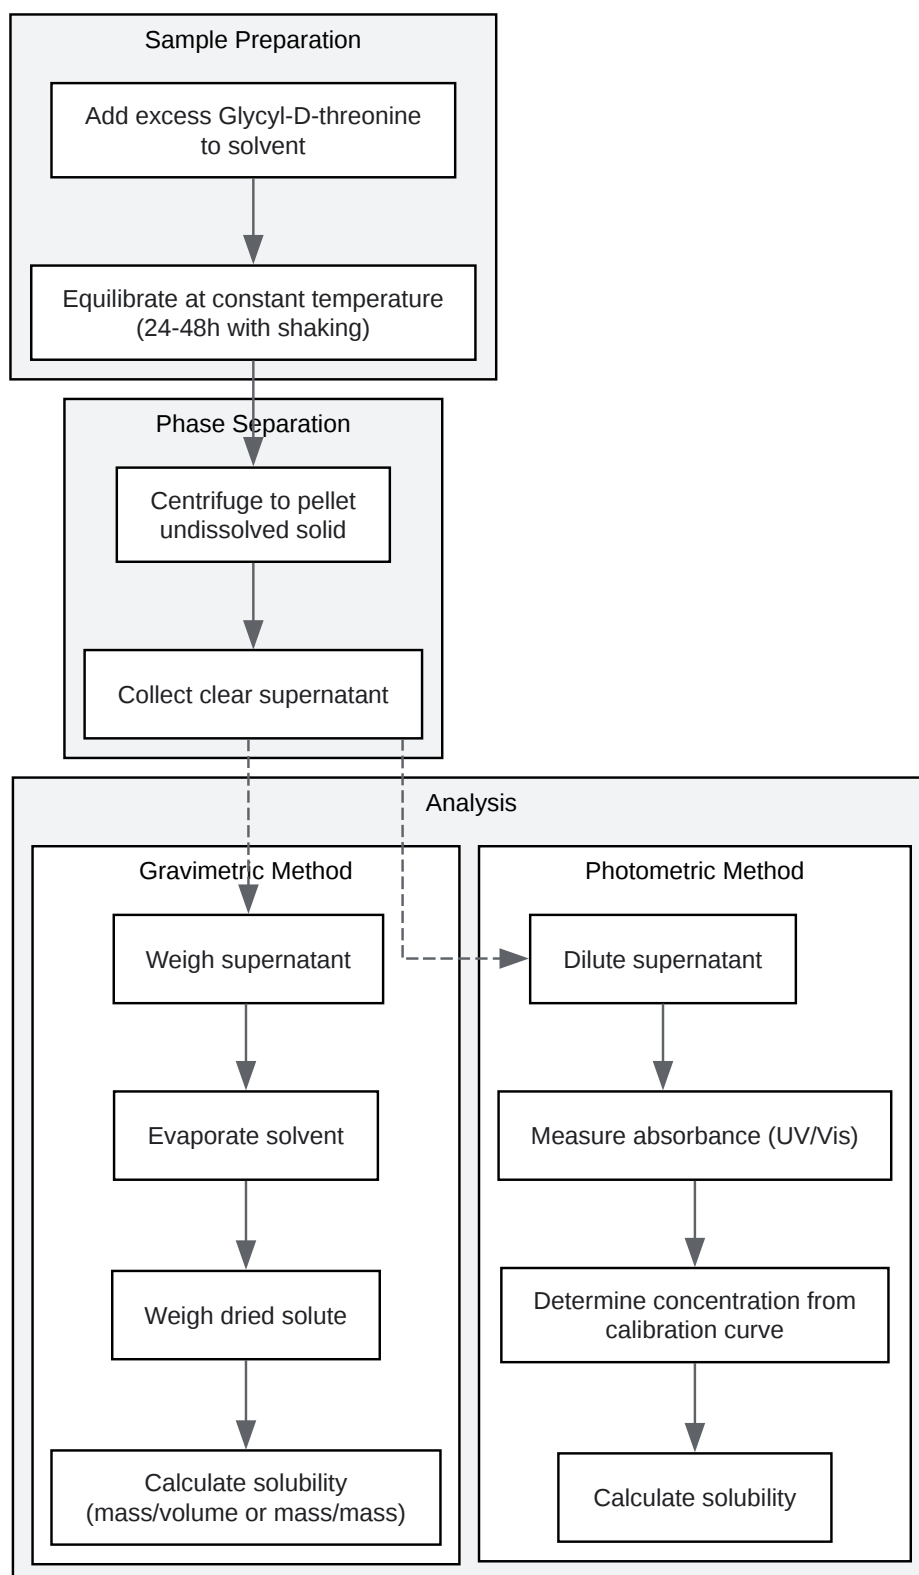 Sample Preparation
Add excess Glycyl-D-threonine
to solvent
Equilibrate at constant temperature
(24-48h with shaking)
Phase Separation
Centrifuge to pellet
undissolved solid
Collect clear supernatant
Analysis
Gravimetric Method
Weigh supernatant
Evaporate solvent
Weigh dried solute
Calculate solubility
(mass/volume or mass/mass)
Photometric Method
Dilute supernatant
Measure absorbance (UV/Vis)
Determine concentration from
calibration curve
Calculate solubility